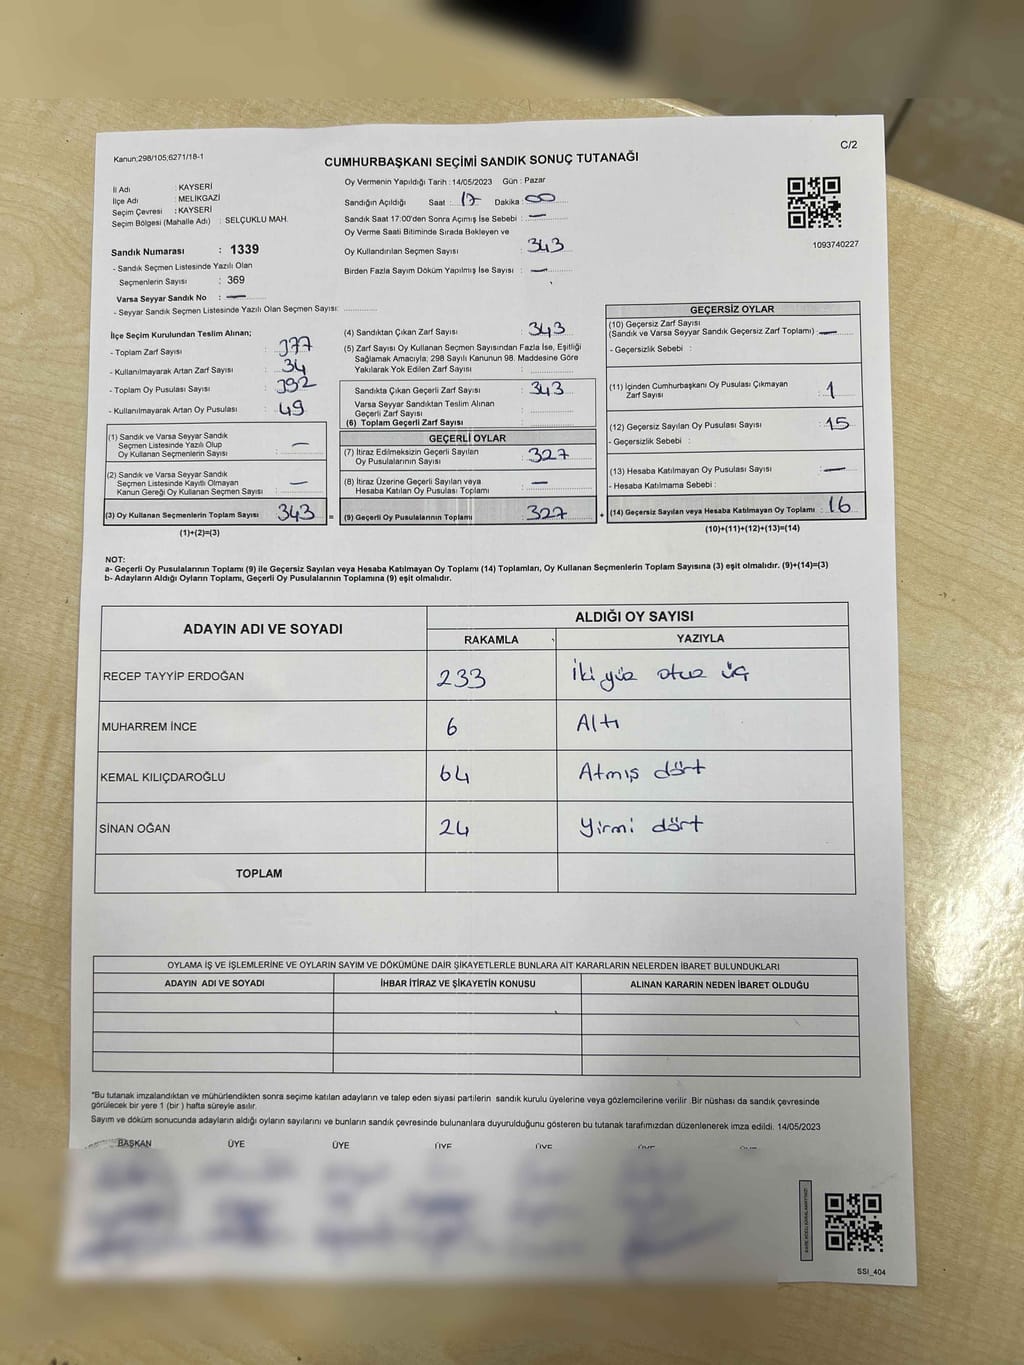 Kanun;298/105;6271/18-1
CUMHURBAŞKANI SEÇİMİ SANDIK SONUÇ TUTANAĞI
C/2
İl Adı : KAYSERİ
İlçe Adı : MELİKGAZİ
Seçim Çevresi : KAYSERİ
Seçim Bölgesi (Mahalle Adı) : SELÇUKLU MAH.
Sandık Numarası : 1339
- Sandık Seçmen Listesinde Yazılı Olan
Seçmenlerin Sayısı : 369
Varsa Seyyar Sandık No : —
- Seyyar Sandık Seçmen Listesinde Yazılı Olan Seçmen Sayısı:
Oy Vermenin Yapıldığı Tarih : 14/05/2023 Gün : Pazar
Sandığın Açıldığı Saat : 17 Dakika : 00
Sandık Saat 17:00'den Sonra Açımış İse Sebebi : —
Oy Verme Saati Bitiminde Sırada Bekleyen ve
Oy Kullandırılan Seçmen Sayısı : 343
Birden Fazla Sayım Döküm Yapılmış İse Sayısı : —
1093740227
İlçe Seçim Kurulundan Teslim Alınan;
- Toplam Zarf Sayısı : 377
- Kullanılmayarak Artan Zarf Sayısı : 34
- Toplam Oy Pusulası Sayısı : 392
- Kullanılmayarak Artan Oy Pusulası : 49
(1) Sandık ve Varsa Seyyar Sandık
Seçmen Listesinde Yazılı Olup
Oy Kullanan Seçmenlerin Sayısı : —
(2) Sandık ve Varsa Seyyar Sandık
Seçmen Listesinde Kayıtlı Olmayan
Kanun Gereği Oy Kullanan Seçmen Sayısı : —
(3) Oy Kullanan Seçmenlerin Toplam Sayısı : 343
(1)+(2)=(3)
(4) Sandıktan Çıkan Zarf Sayısı : 343
(5) Zarf Sayısı Oy Kullanan Seçmen Sayısından Fazla İse, Eşitliği
Sağlamak Amacıyla; 298 Sayılı Kanunun 98. Maddesine Göre
Yakılarak Yok Edilen Zarf Sayısı :
Sandıkta Çıkan Geçerli Zarf Sayısı : 343
Varsa Seyyar Sandıktan Teslim Alınan
Geçerli Zarf Sayısı :
(6) Toplam Geçerli Zarf Sayısı :
GEÇERLİ OYLAR
(7) İtiraz Edilmeksizin Geçerli Sayılan
Oy Pusulalarının Sayısı : 327
(8) İtiraz Üzerine Geçerli Sayılan veya
Hesaba Katılan Oy Pusulası Toplamı : —
= (9) Geçerli Oy Pusulalarının Toplamı : 327
GEÇERSİZ OYLAR
(10) Geçersiz Zarf Sayısı
(Sandık ve Varsa Seyyar Sandık Geçersiz Zarf Toplamı) : —
- Geçersizlik Sebebi :
(11) İçinden Cumhurbaşkanı Oy Pusulası Çıkmayan
Zarf Sayısı : 1
(12) Geçersiz Sayılan Oy Pusulası Sayısı : 15
- Geçersizlik Sebebi :
(13) Hesaba Katılmayan Oy Pusulası Sayısı : —
- Hesaba Katılmama Sebebi :
+ (14) Geçersiz Sayılan veya Hesaba Katılmayan Oy Toplamı : 16
(10)+(11)+(12)+(13)=(14)
NOT:
a- Geçerli Oy Pusulalarının Toplamı (9) ile Geçersiz Sayılan veya Hesaba Katılmayan Oy Toplamı (14) Toplamları, Oy Kullanan Seçmenlerin Toplam Sayısına (3) eşit olmalıdır. (9)+(14)=(3)
b- Adayların Aldığı Oyların Toplamı, Geçerli Oy Pusulalarının Toplamına (9) eşit olmalıdır.
ADAYIN ADI VE SOYADI
ALDIĞI OY SAYISI
RAKAMLA YAZIYLA
RECEP TAYYİP ERDOĞAN 233 İki yüz otuz üç
MUHARREM İNCE 6 Altı
KEMAL KILIÇDAROĞLU 64 Atmış dört
SİNAN OĞAN 24 Yirmi dört
TOPLAM
OYLAMA İŞ VE İŞLEMLERİNE VE OYLARIN SAYIM VE DÖKÜMÜNE DAİR ŞİKAYETLERLE BUNLARA AİT KARARLARIN NELERDEN İBARET BULUNDUKLARI
ADAYIN ADI VE SOYADI İHBAR İTİRAZ VE ŞİKAYETİN KONUSU ALINAN KARARIN NEDEN İBARET OLDUĞU
*Bu tutanak imzalandıktan ve mühürlendikten sonra seçime katılan adayların ve talep eden siyasi partilerin sandık kurulu üyelerine veya gözlemcilerine verilir .Bir nüshası da sandık çevresinde
görülecek bir yere 1 (bir ) hafta süreyle asılır.
Sayım ve döküm sonucunda adayların aldığı oyların sayılarını ve bunların sandık çevresinde bulunanlara duyurulduğunu gösteren bu tutanak tarafımızdan düzenlenerek imza edildi. 14/05/2023
BAŞKAN ÜYE ÜYE ÜYE ÜYE
SSI_404